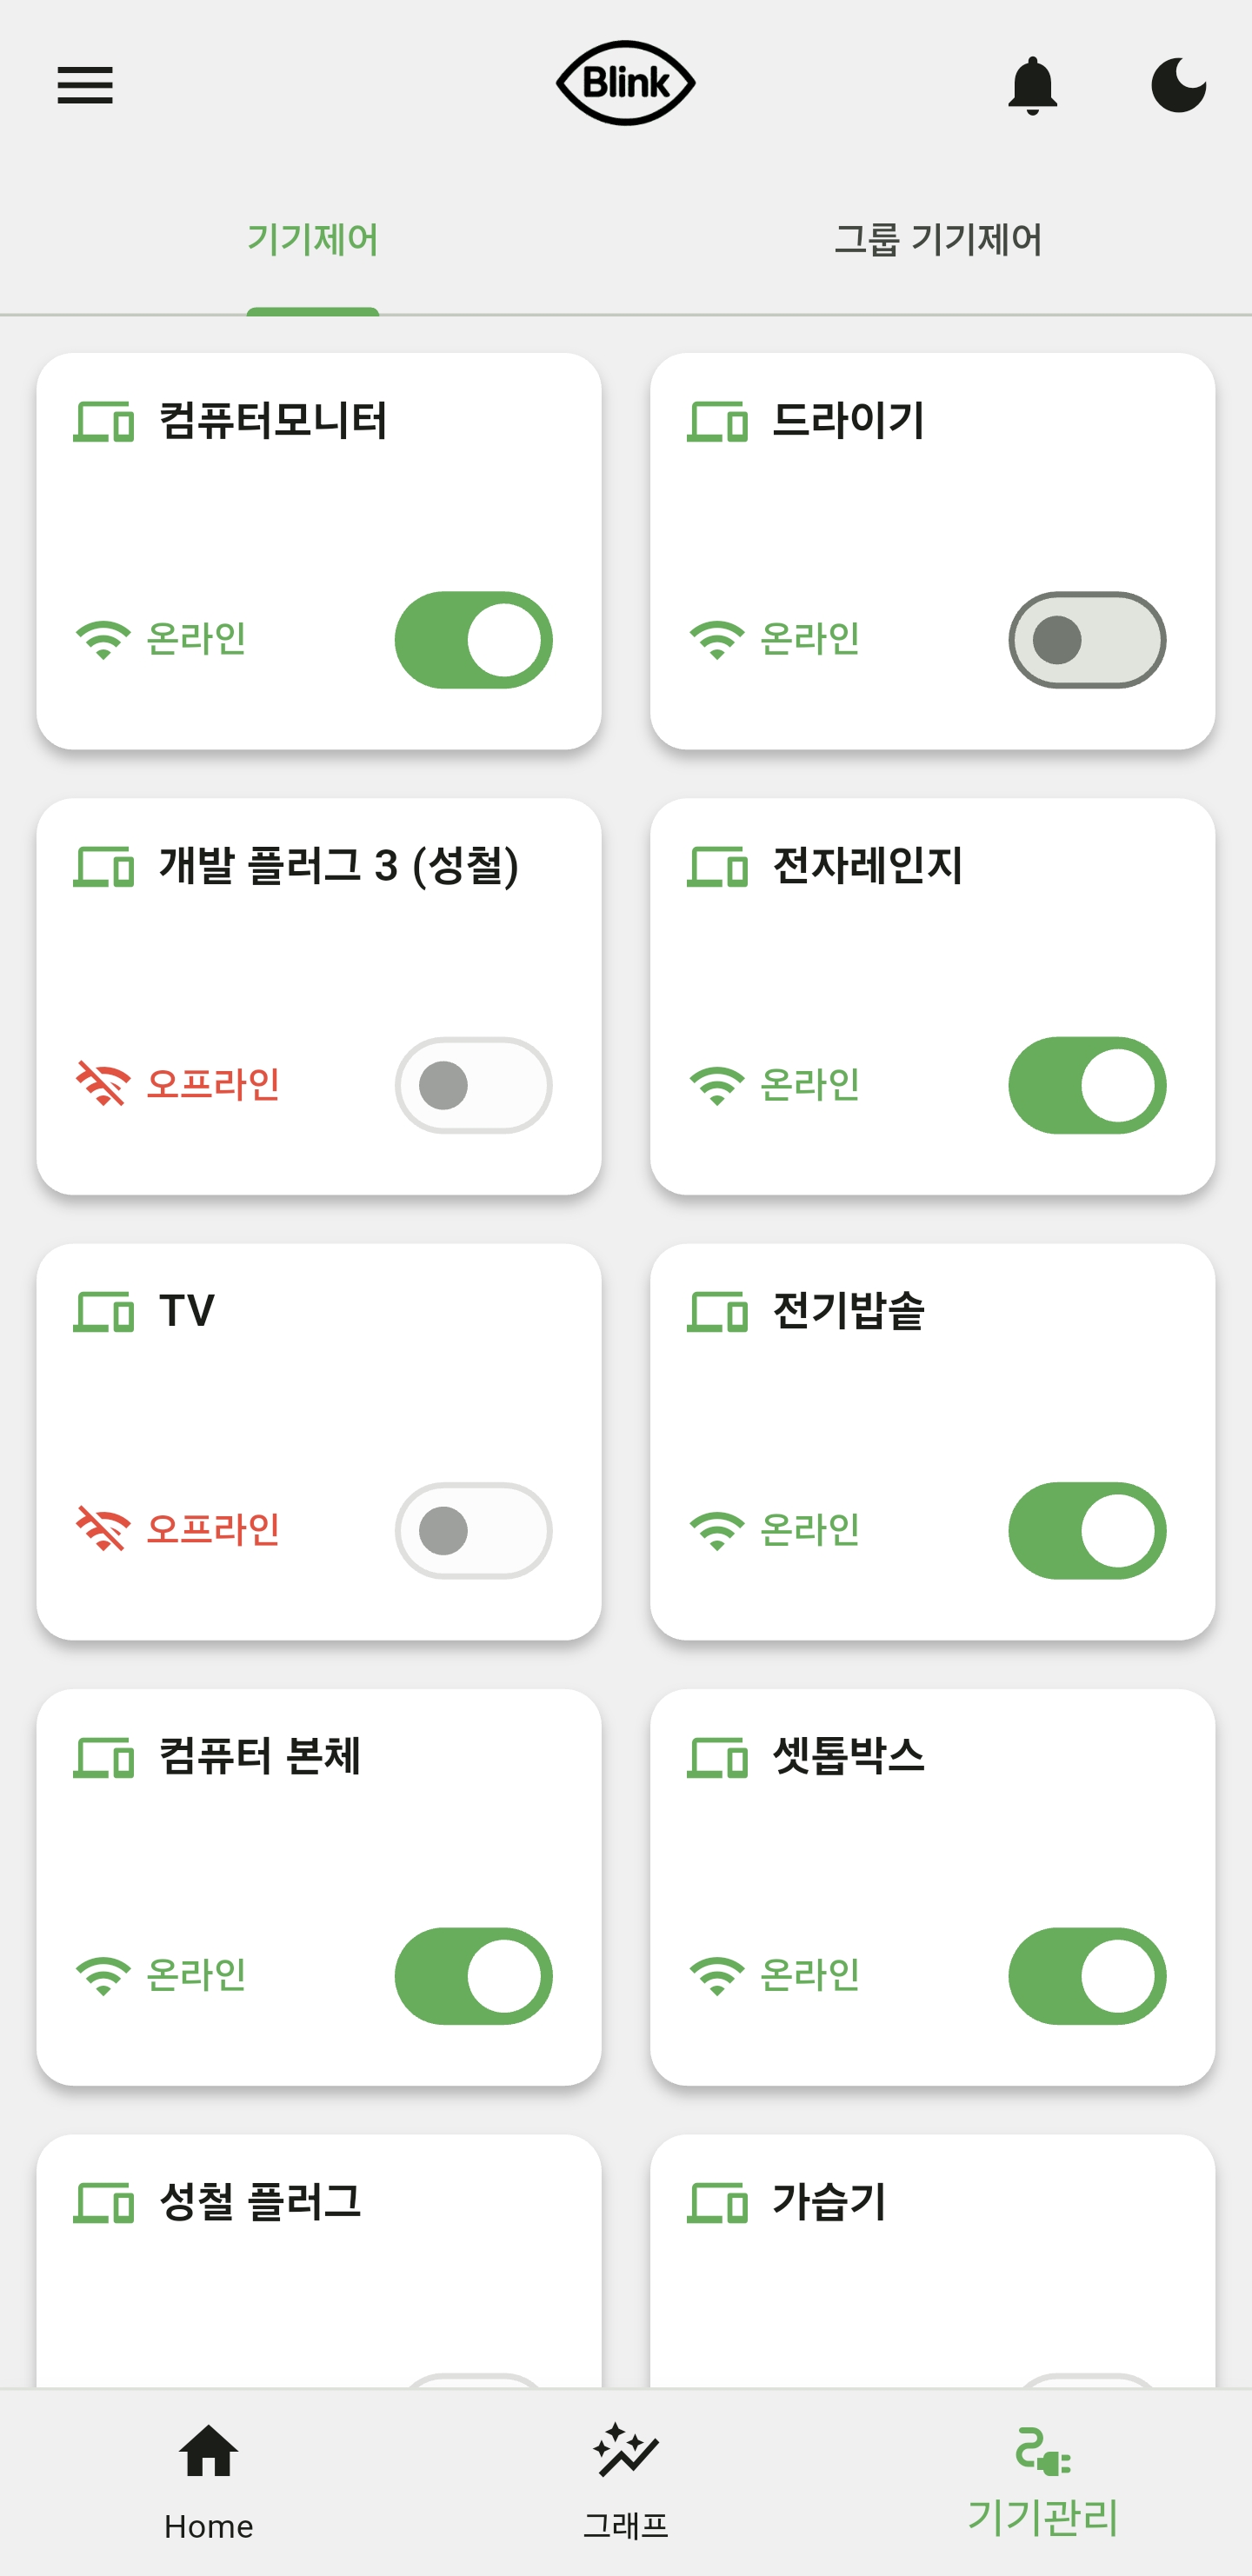 Blink
기기제어
그룹 기기제어
컴퓨터모니터
드라이기
온라인
온라인
개발 플러그 3 (성철)
전자레인지
오프라인
온라인
TV
전기밥솥
오프라인
온라인
컴퓨터 본체
셋톱박스
온라인
온라인
성철 플러그
가습기
Home
그래프
기기관리